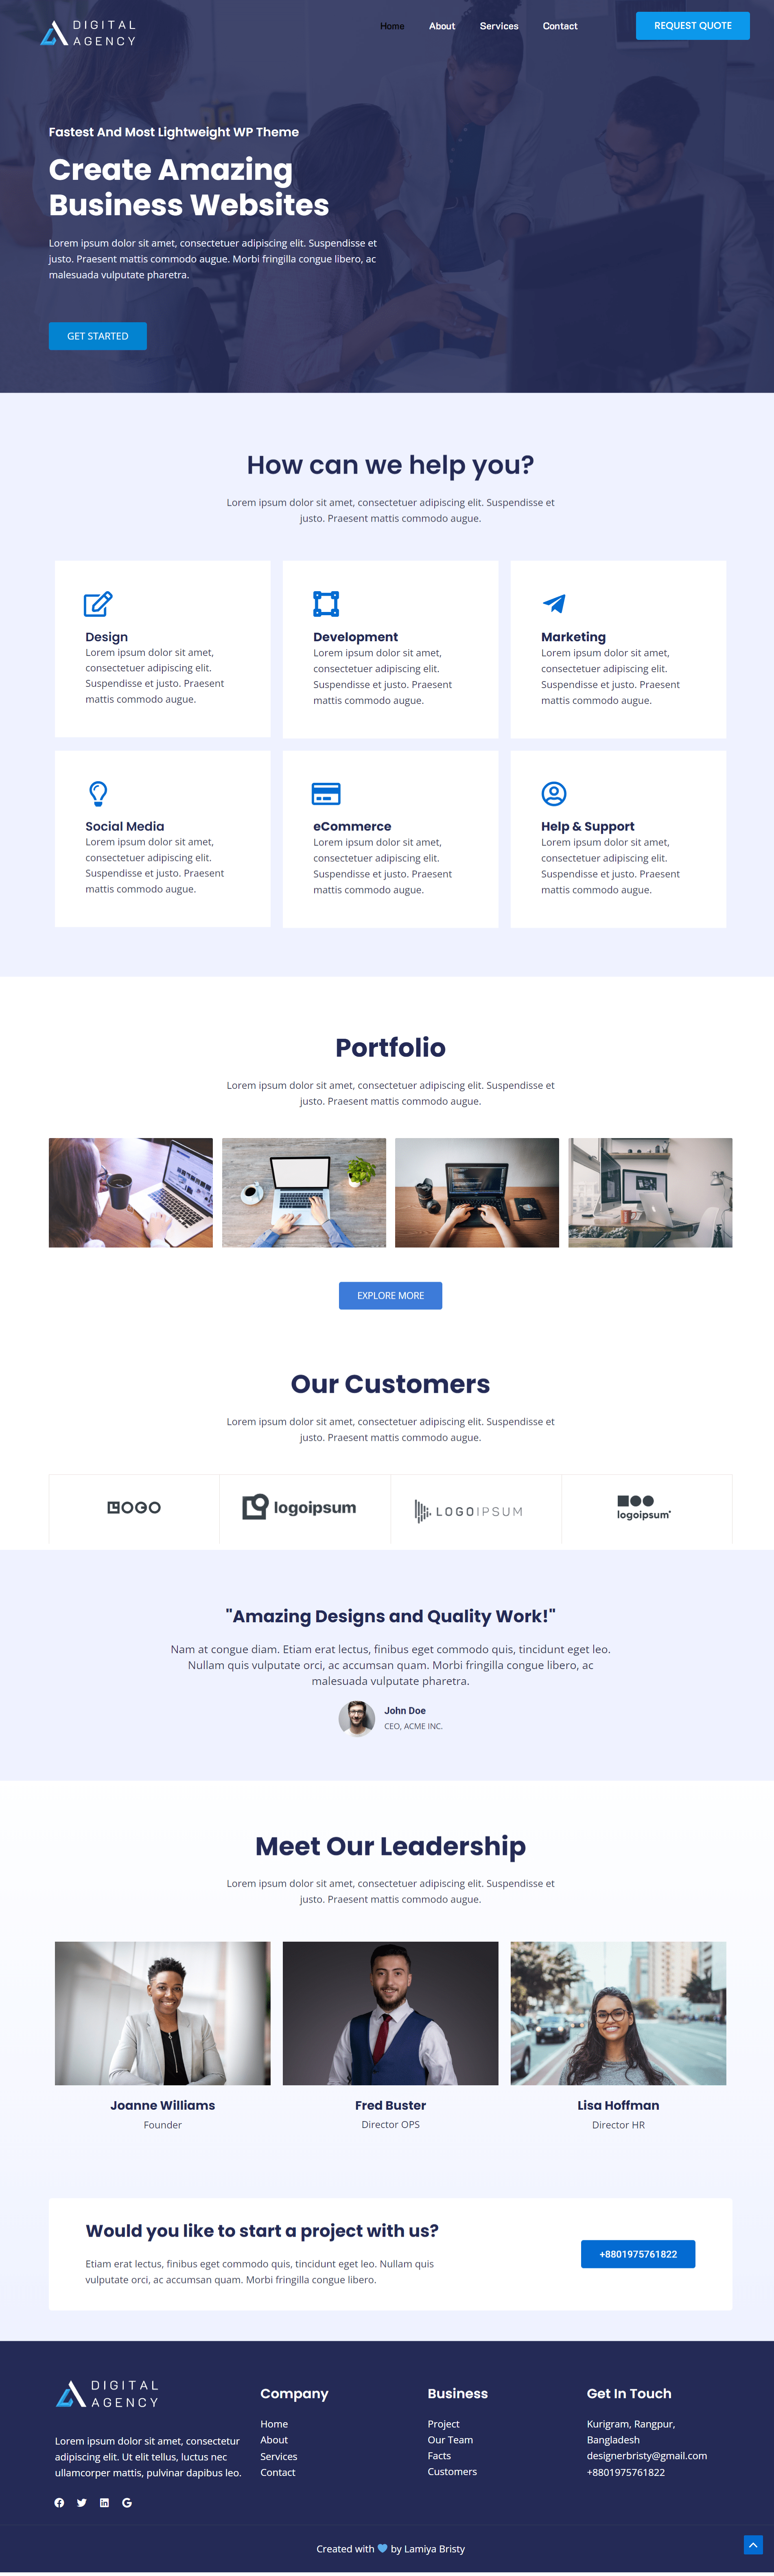 DIGITAL
AGENCY
Home About Services Contact
REQUEST QUOTE
Fastest And Most Lightweight WP Theme
Create Amazing
Business Websites
Lorem ipsum dolor sit amet, consectetuer adipiscing elit. Suspendisse et
justo. Praesent mattis commodo augue. Morbi fringilla congue libero, ac
malesuada vulputate pharetra.
GET STARTED
How can we help you?
Lorem ipsum dolor sit amet, consectetuer adipiscing elit. Suspendisse et
justo. Praesent mattis commodo augue.
Design
Lorem ipsum dolor sit amet,
consectetuer adipiscing elit.
Suspendisse et justo. Praesent
mattis commodo augue.
Development
Lorem ipsum dolor sit amet,
consectetuer adipiscing elit.
Suspendisse et justo. Praesent
mattis commodo augue.
Marketing
Lorem ipsum dolor sit amet,
consectetuer adipiscing elit.
Suspendisse et justo. Praesent
mattis commodo augue.
Social Media
Lorem ipsum dolor sit amet,
consectetuer adipiscing elit.
Suspendisse et justo. Praesent
mattis commodo augue.
eCommerce
Lorem ipsum dolor sit amet,
consectetuer adipiscing elit.
Suspendisse et justo. Praesent
mattis commodo augue.
Help & Support
Lorem ipsum dolor sit amet,
consectetuer adipiscing elit.
Suspendisse et justo. Praesent
mattis commodo augue.
Portfolio
Lorem ipsum dolor sit amet, consectetuer adipiscing elit. Suspendisse et
justo. Praesent mattis commodo augue.
EXPLORE MORE
Our Customers
Lorem ipsum dolor sit amet, consectetuer adipiscing elit. Suspendisse et
justo. Praesent mattis commodo augue.
LOGO
logoipsum
LOGOIPSUM
logoipsum
"Amazing Designs and Quality Work!"
Nam at congue diam. Etiam erat lectus, finibus eget commodo quis, tincidunt eget leo.
Nullam quis vulputate orci, ac accumsan quam. Morbi fringilla congue libero, ac
malesuada vulputate pharetra.
John Doe
CEO, ACME INC.
Meet Our Leadership
Lorem ipsum dolor sit amet, consectetuer adipiscing elit. Suspendisse et
justo. Praesent mattis commodo augue.
Joanne Williams
Founder
Fred Buster
Director OPS
Lisa Hoffman
Director HR
Would you like to start a project with us?
Etiam erat lectus, finibus eget commodo quis, tincidunt eget leo. Nullam quis
vulputate orci, ac accumsan quam. Morbi fringilla congue libero.
+8801975761822
DIGITAL
AGENCY
Lorem ipsum dolor sit amet, consectetur
adipiscing elit. Ut elit tellus, luctus nec
ullamcorper mattis, pulvinar dapibus leo.
Company
Home
About
Services
Contact
Business
Project
Our Team
Facts
Customers
Get In Touch
Kurigram, Rangpur,
Bangladesh
designerbristy@gmail.com
+8801975761822
Created with 💙 by Lamiya Bristy